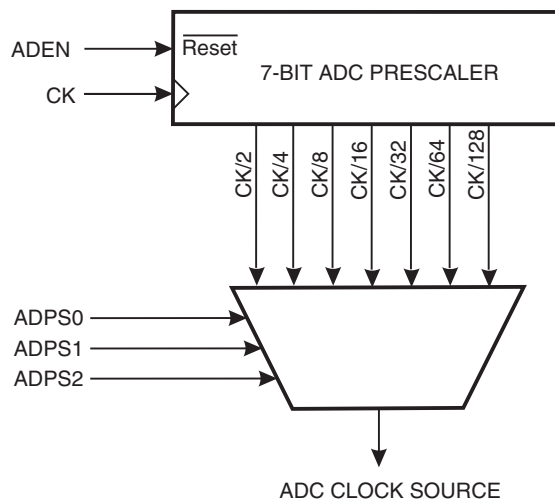 ADEN
Reset
7-BIT ADC PRESCALER
CK
CK/2
CK/4
CK/8
CK/16
CK/32
CK/64
CK/128
ADPS0
ADPS1
ADPS2
ADC CLOCK SOURCE